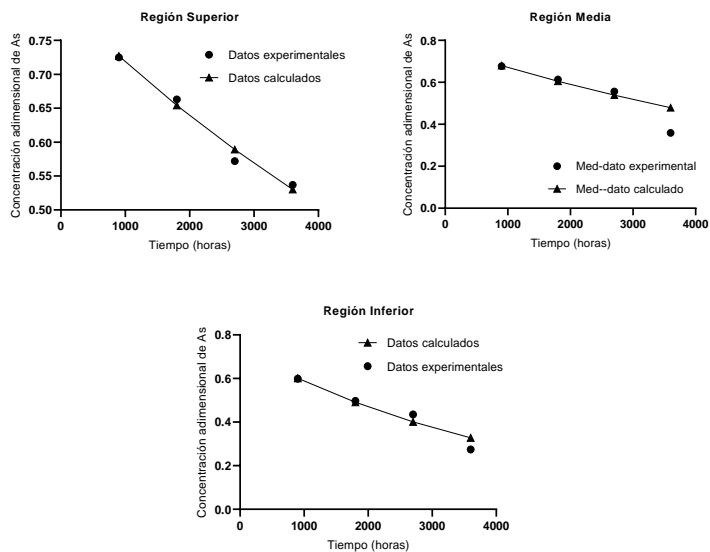 Región Superior
Concentración adimensional de As
0.75
0.70
0.65
0.60
0.55
0.50
Datos experimentales
Datos calculados
0
1000
2000
3000
4000
Tiempo (horas)
Región Media
Concentración adimensional de As
0.8
0.6
0.4
0.2
0.0
Med-dato experimental
Med--dato calculado
0
1000
2000
3000
4000
Tiempo (horas)
Región Inferior
Concentración adimensional de As
0.8
0.6
0.4
0.2
0.0
Datos calculados
Datos experimentales
0
1000
2000
3000
4000
Tiempo (horas)